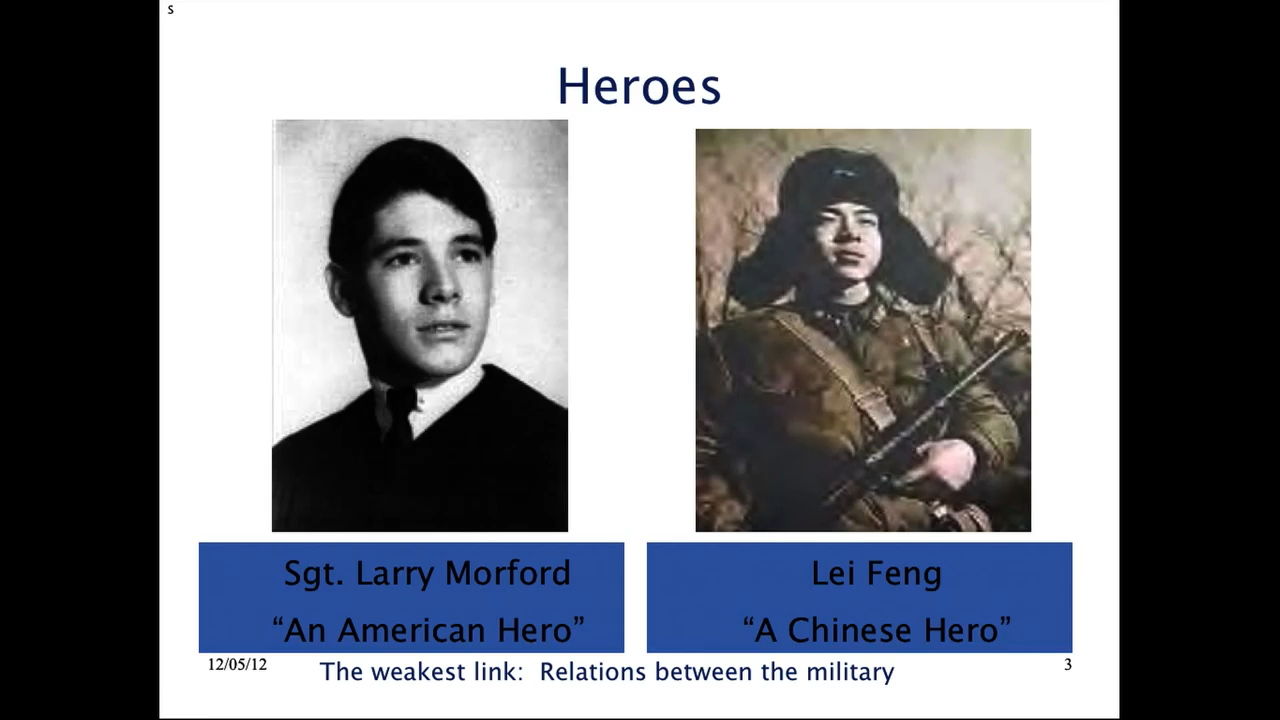 s
Heroes
Sgt. Larry Morford
“An American Hero”
Lei Feng
“A Chinese Hero”
12/05/12
The weakest link:  Relations between the military
3